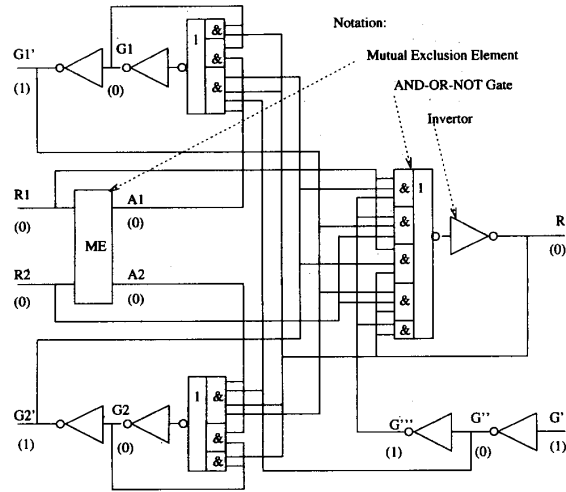 Notation:
Mutual Exclusion Element
AND-OR-NOT Gate
Invertor
G1'
(1)
G1
(0)
1
&
&
&
R1
(0)
A1
(0)
ME
R2
(0)
A2
(0)
&
1
&
&
&
&
R
(0)
G2'
(1)
G2
(0)
1
&
&
&
G'''
(1)
G''
(0)
G'
(1)